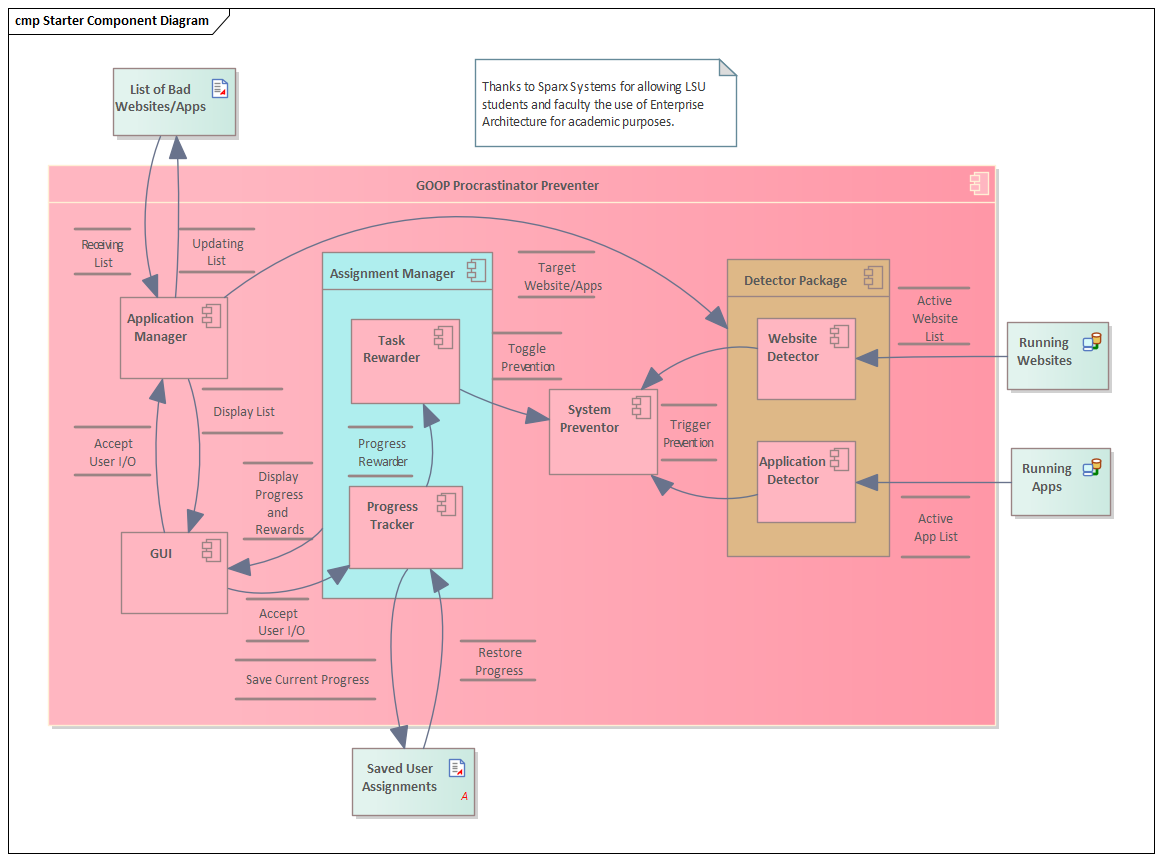 cmp Starter Component Diagram
List of Bad
Websites/Apps
Thanks to Sparx Systems for allowing LSU
students and faculty the use of Enterprise
Architecture for academic purposes.
GOOP Procrastinator Preventer
Receiving
List
Updating
List
Assignment Manager
Target
Website/Apps
Detector Package
Active
Website
List
Application
Manager
Task
Rewarder
Toggle
Prevention
Website
Detector
Running
Websites
Display List
Accept
User I/O
System
Preventor
Trigger
Prevention
Progress
Rewarder
Application
Detector
Running
Apps
Display
Progress
and
Rewards
Progress
Tracker
Active
App List
GUI
Accept
User I/O
Save Current Progress
Restore
Progress
Saved User
Assignments
A